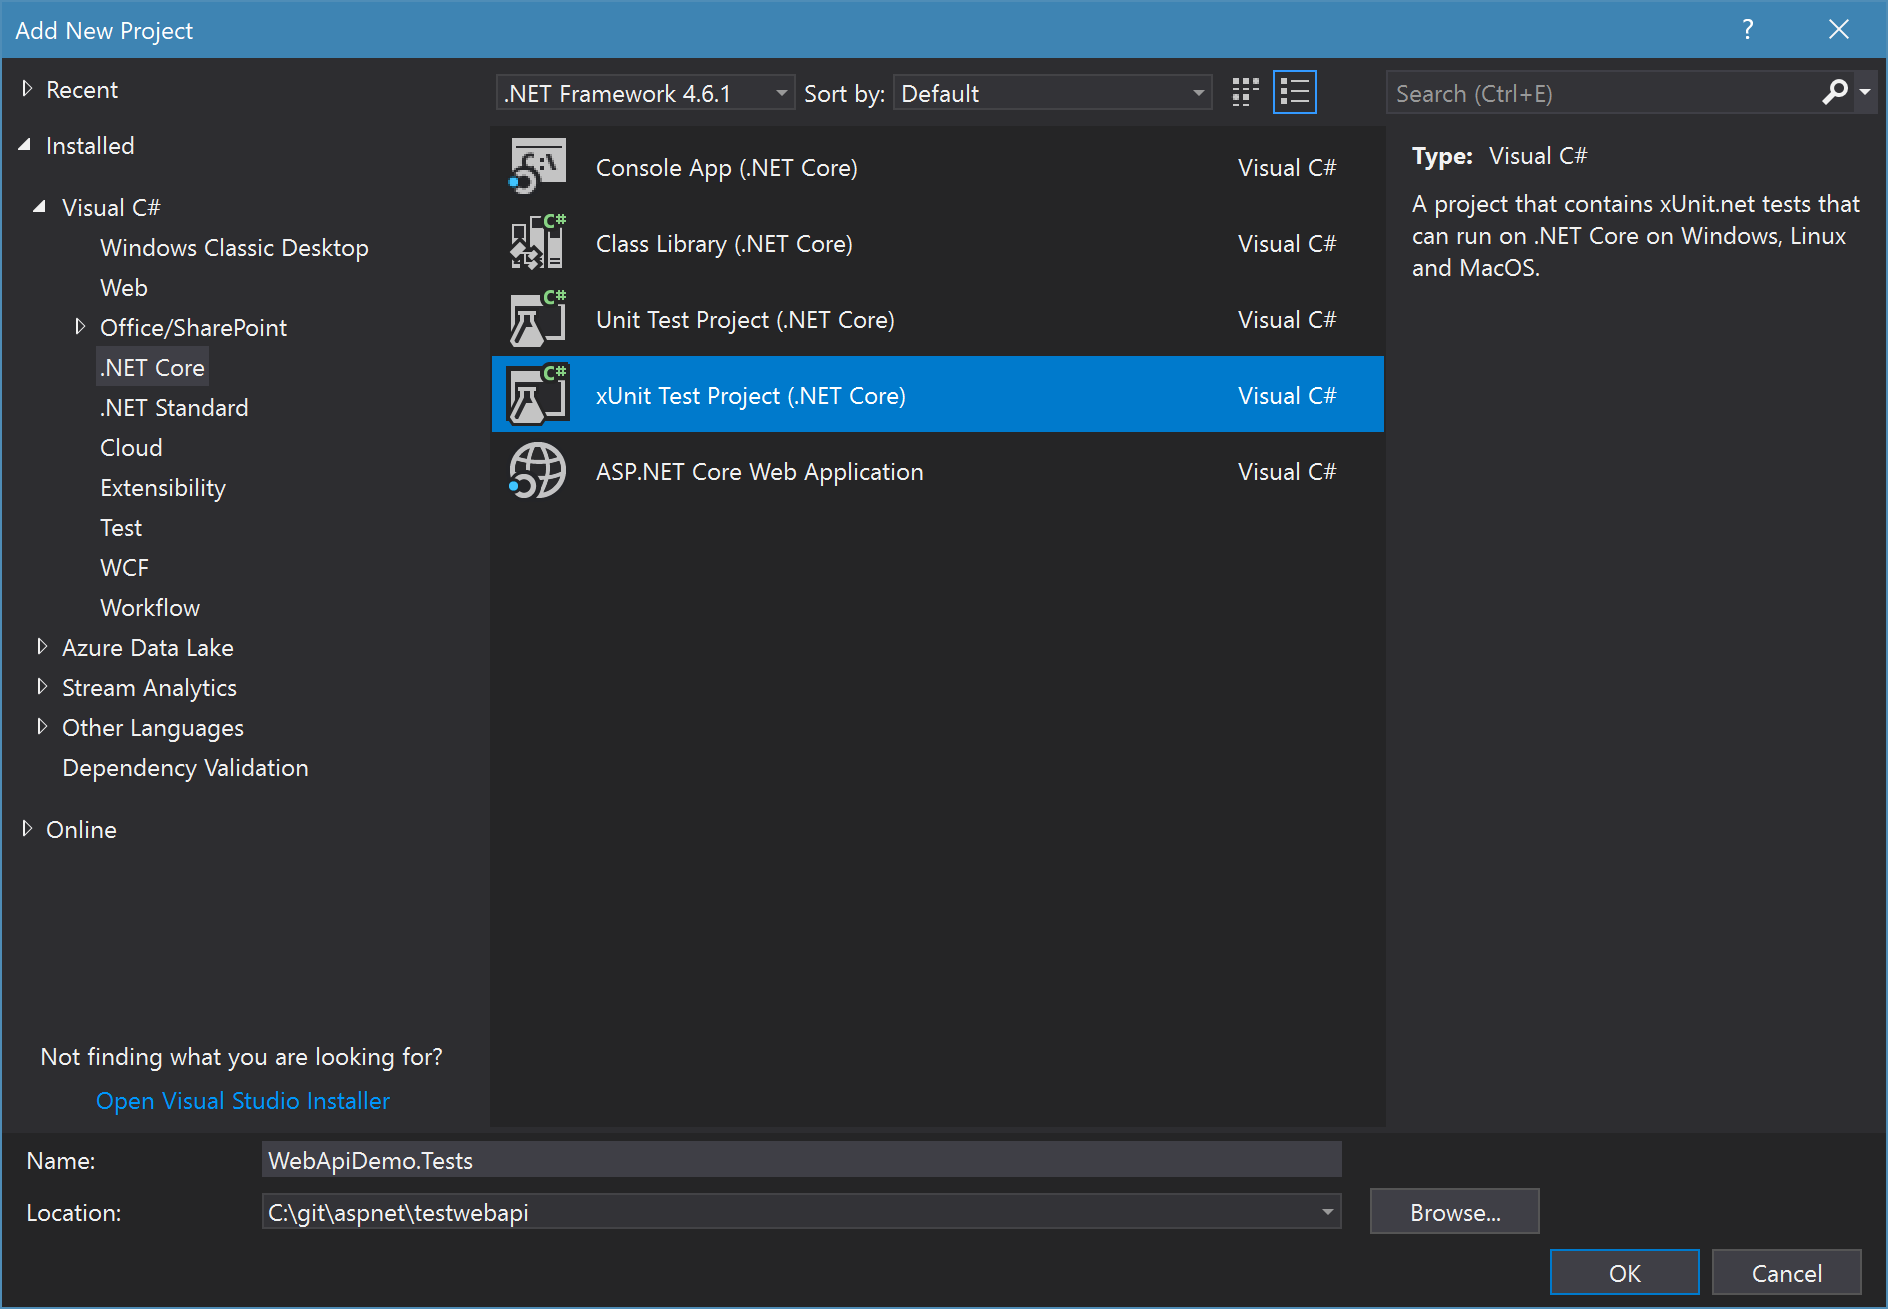 Add New Project
?
Recent
Installed
Visual C#
Windows Classic Desktop
Web
Office/SharePoint
.NET Core
.NET Standard
Cloud
Extensibility
Test
WCF
Workflow
Azure Data Lake
Stream Analytics
Other Languages
Dependency Validation
Online
Not finding what you are looking for?
Open Visual Studio Installer
.NET Framework 4.6.1
Sort by: Default
Search (Ctrl+E)
C:\
Console App (.NET Core) Visual C#
C#
Class Library (.NET Core) Visual C#
C#
Unit Test Project (.NET Core) Visual C#
C#
xUnit Test Project (.NET Core) Visual C#
ASP.NET Core Web Application Visual C#
Type: Visual C#
A project that contains xUnit.net tests that
can run on .NET Core on Windows, Linux
and MacOS.
Name: WebApiDemo.Tests
Location: C:\git\aspnet\testwebapi
Browse...
OK
Cancel